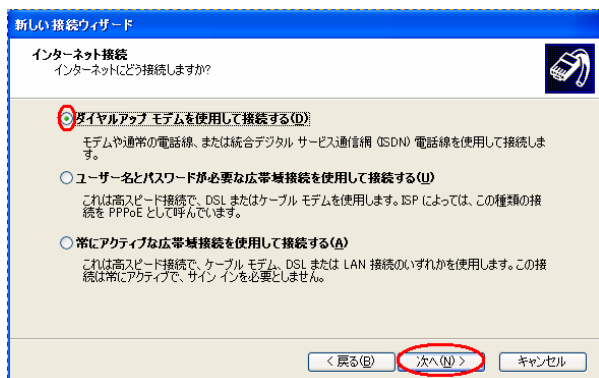 新しい接続ウィザード
インターネット接続
インターネットにどう接続しますか?
ダイヤルアップ モデムを使用して接続する(D)
モデムや通常の電話線、または統合デジタル サービス通信網 (ISDN) 電話線を使用して接続しま
す。
ユーザー名とパスワードが必要な広帯域接続を使用して接続する(U)
これは高スピード接続で、DSL またはケーブル モデムを使用します。ISP によっては、この種類の接
続を PPPoE として呼んでいます。
常にアクティブな広帯域接続を使用して接続する(A)
これは高スピード接続で、ケーブル モデム、DSL または LAN 接続のいずれかを使用します。この接
続は常にアクティブで、サイン インを必要としません。
< 戻る(B) 次へ(N) > キャンセル